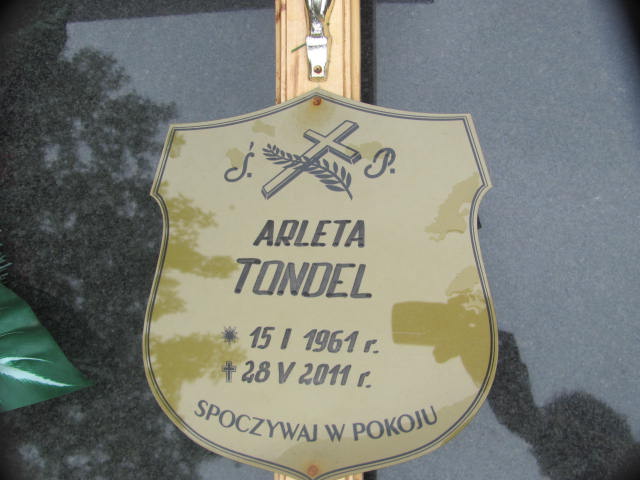 Ś. P.
ARLETA
TONDEL
* 15 I 1961 r.
✝ 28 V 2011 r.
SPOCZYWAJ W POKOJU